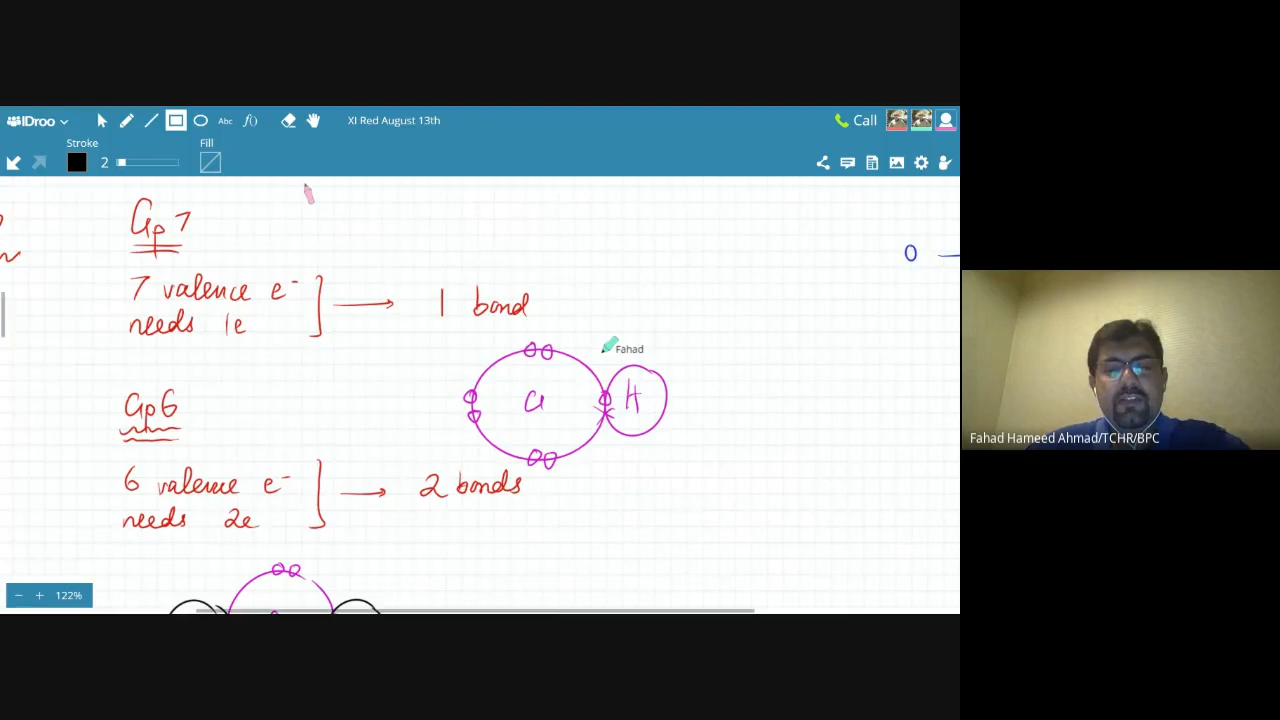 IDroo
Abc
f()
XI Red August 13th
Call
Stroke
2
Fill
Gp 7
7 valence e⁻
needs 1e
1 bond
0
Fahad
Cl
H
Gp6
6 valence e⁻
needs 2e
2 bonds
122%
Fahad Hameed Ahmad/TCHR/BPC